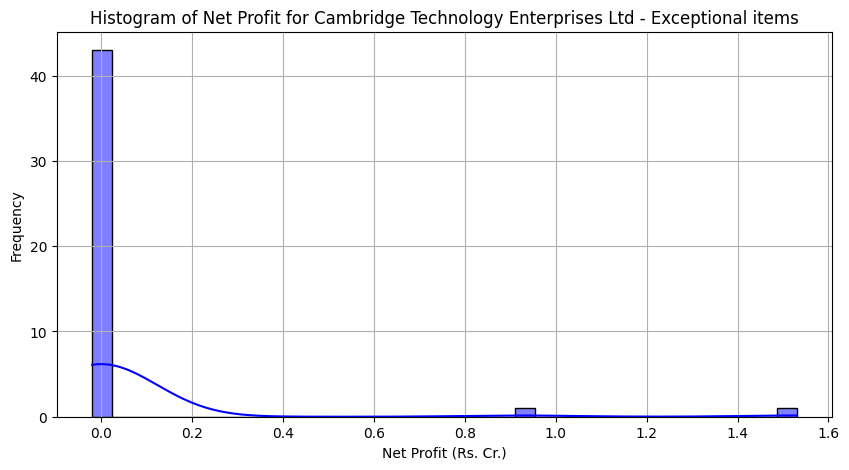 Histogram of Net Profit for Cambridge Technology Enterprises Ltd - Exceptional items
40
30
20
10
0
Frequency
0.0 0.2 0.4 0.6 0.8 1.0 1.2 1.4 1.6
Net Profit (Rs. Cr.)